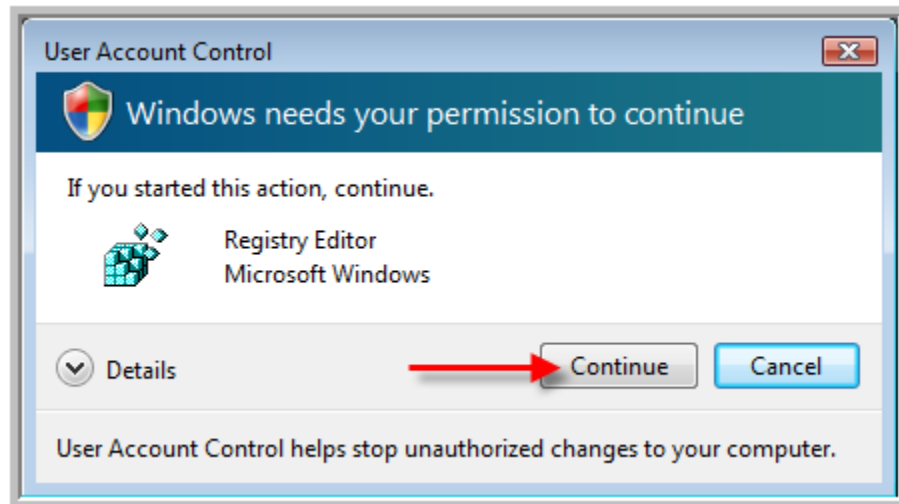 User Account Control
Windows needs your permission to continue
If you started this action, continue.
Registry Editor
Microsoft Windows
Details
Continue
Cancel
User Account Control helps stop unauthorized changes to your computer.